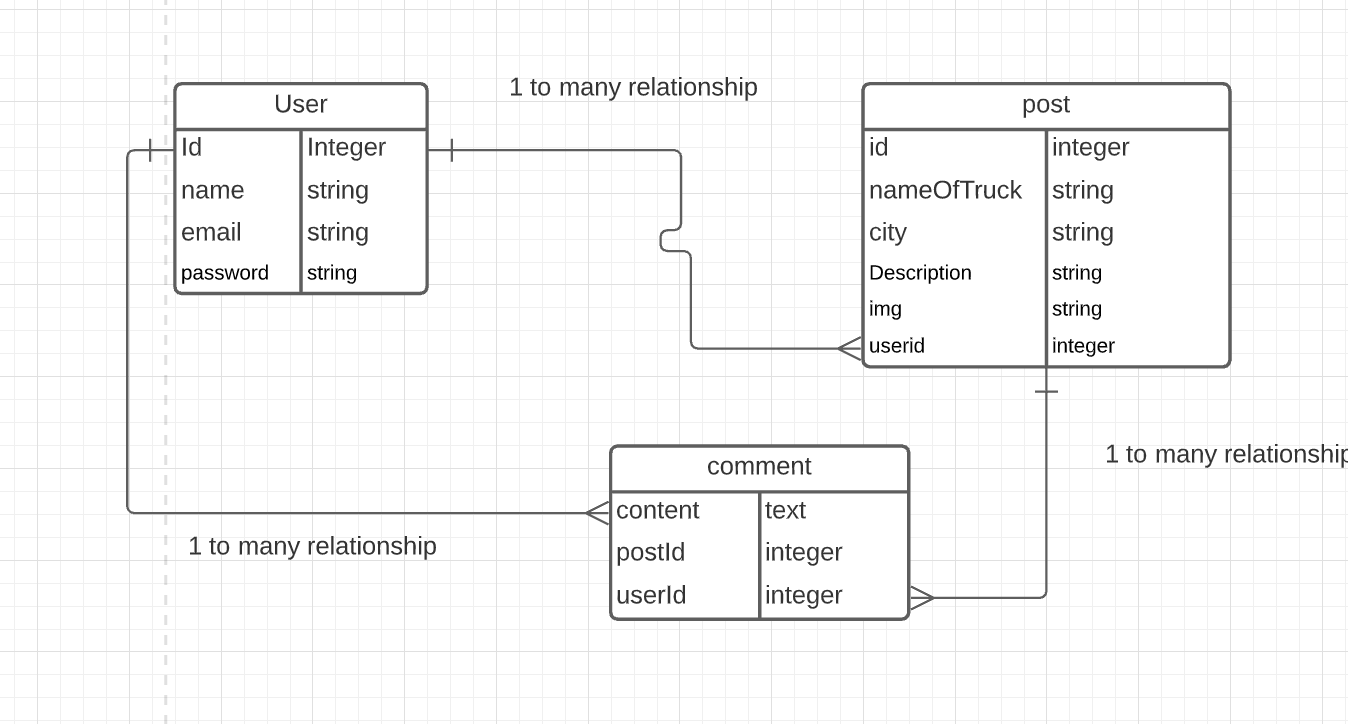 1 to many relationship
User
Id Integer
name string
email string
password string
post
id integer
nameOfTruck string
city string
Description string
img string
userid integer
comment
content text
postId integer
userId integer
1 to many relationship
1 to many relationship